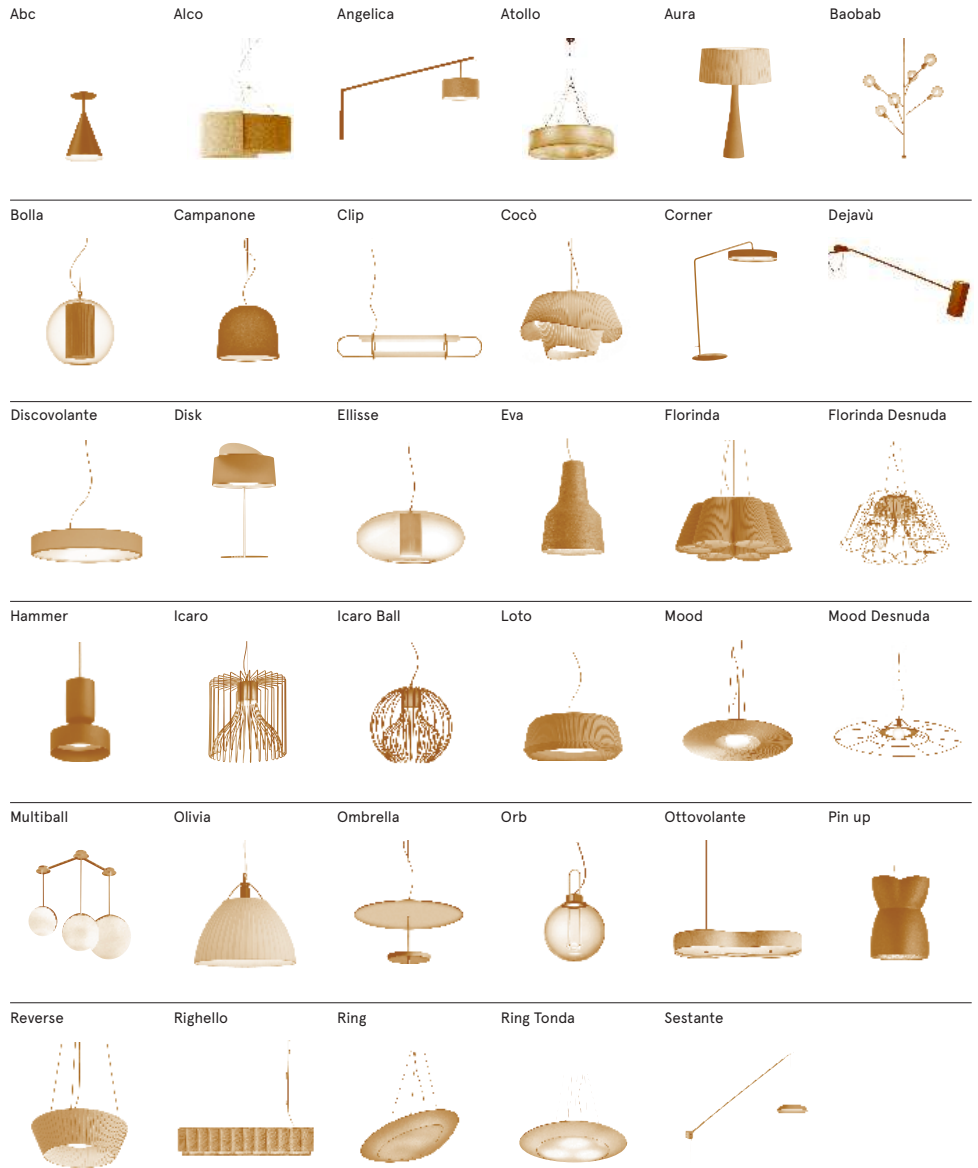 Abc
Alco
Angelica
Atollo
Aura
Baobab
Bolla
Campanone
Clip
Cocò
Corner
Dejavù
Discovolante
Disk
Ellisse
Eva
Florinda
Florinda Desnuda
Hammer
Icaro
Icaro Ball
Loto
Mood
Mood Desnuda
Multiball
Olivia
Ombrella
Orb
Ottovolante
Pin up
Reverse
Righello
Ring
Ring Tonda
Sestante